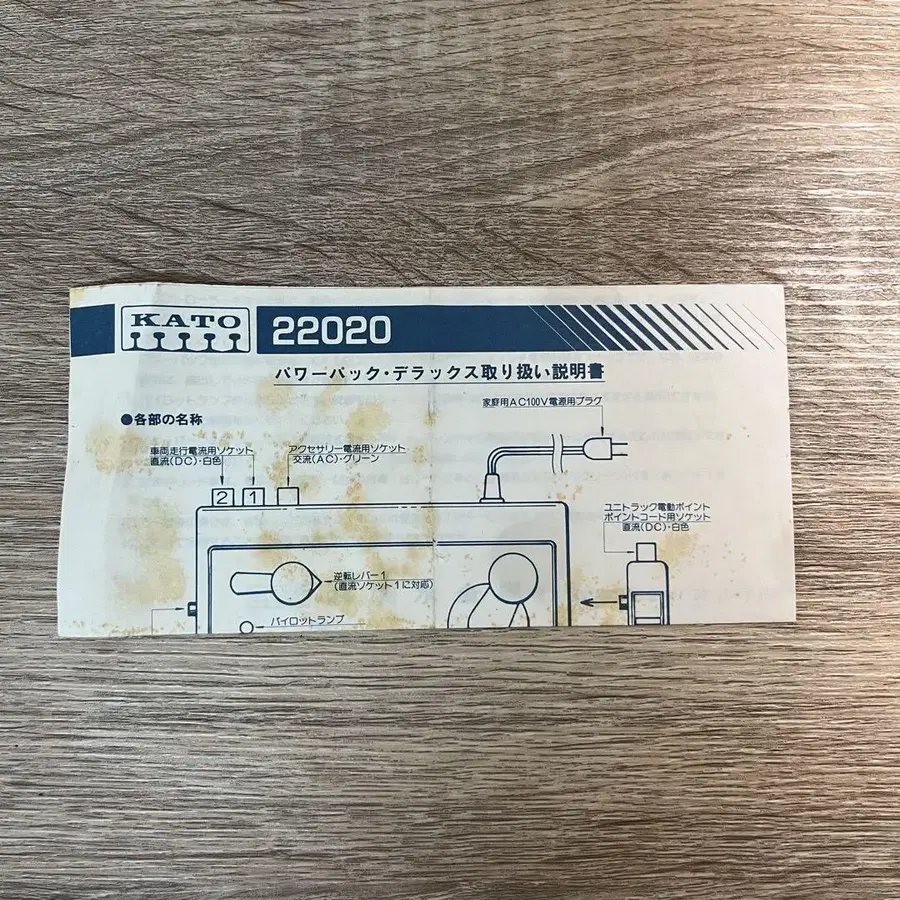 KATO
22020
パワーパック・デラックス取り扱い説明書
●各部の名称
家庭用AC100V電源用プラグ
車両走行電流用ソケット
直流(DC)・白色
アクセサリー電流用ソケット
交流(AC)・グリーン
2 1
ユニトラック電動ポイント
ポイントコード用ソケット
直流(DC)・白色
逆転レバー1
(直流ソケット1に対応)
パイロットランプ